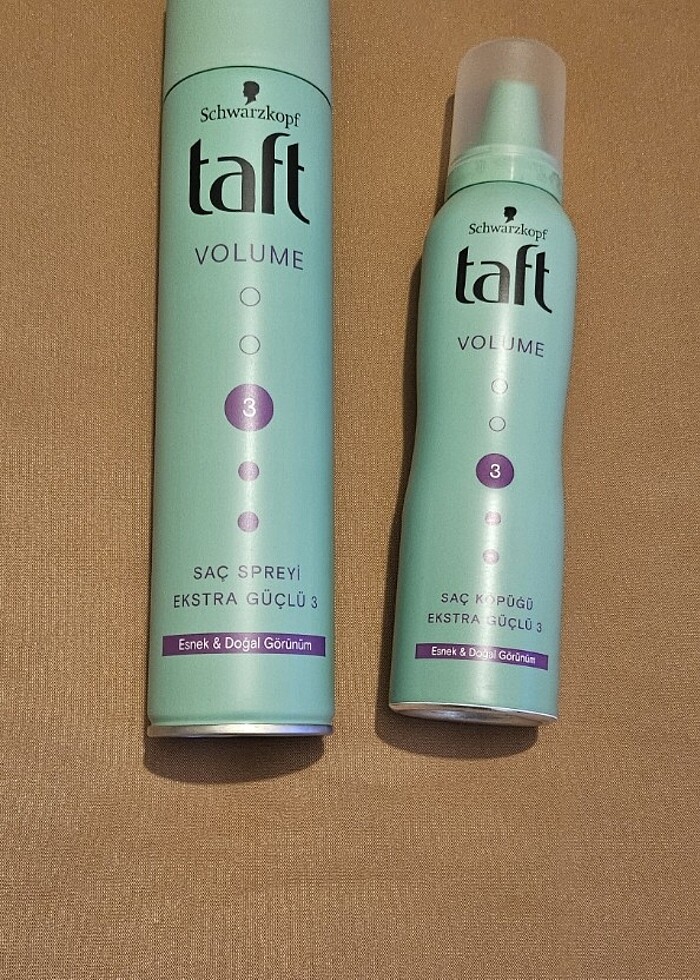 Schwarzkopf
taft
VOLUME
3
SAÇ SPREYİ
EKSTRA GÜÇLÜ 3
Esnek & Doğal Görünüm
Schwarzkopf
taft
VOLUME
3
SAÇ KÖPÜĞÜ
EKSTRA GÜÇLÜ 3
Esnek & Doğal Görünüm